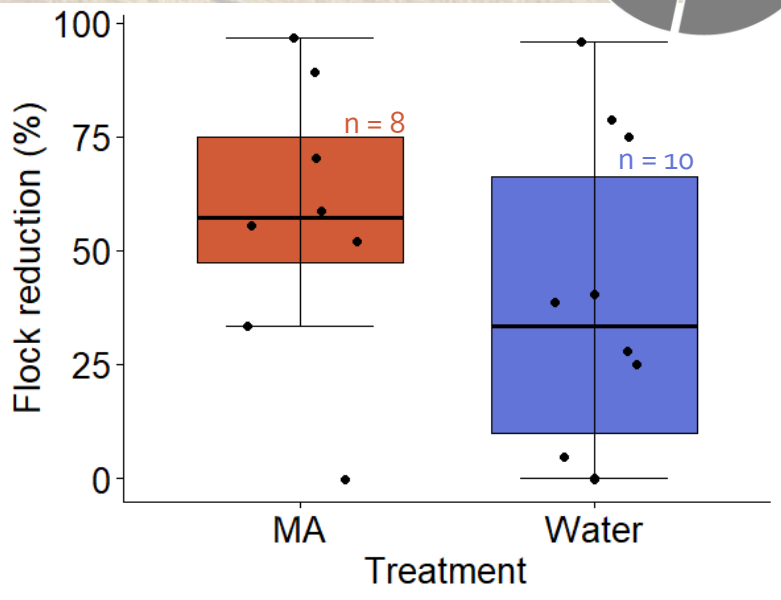 100
75
50
25
0
Flock reduction (%)
n = 8
n = 10
MA
Water
Treatment